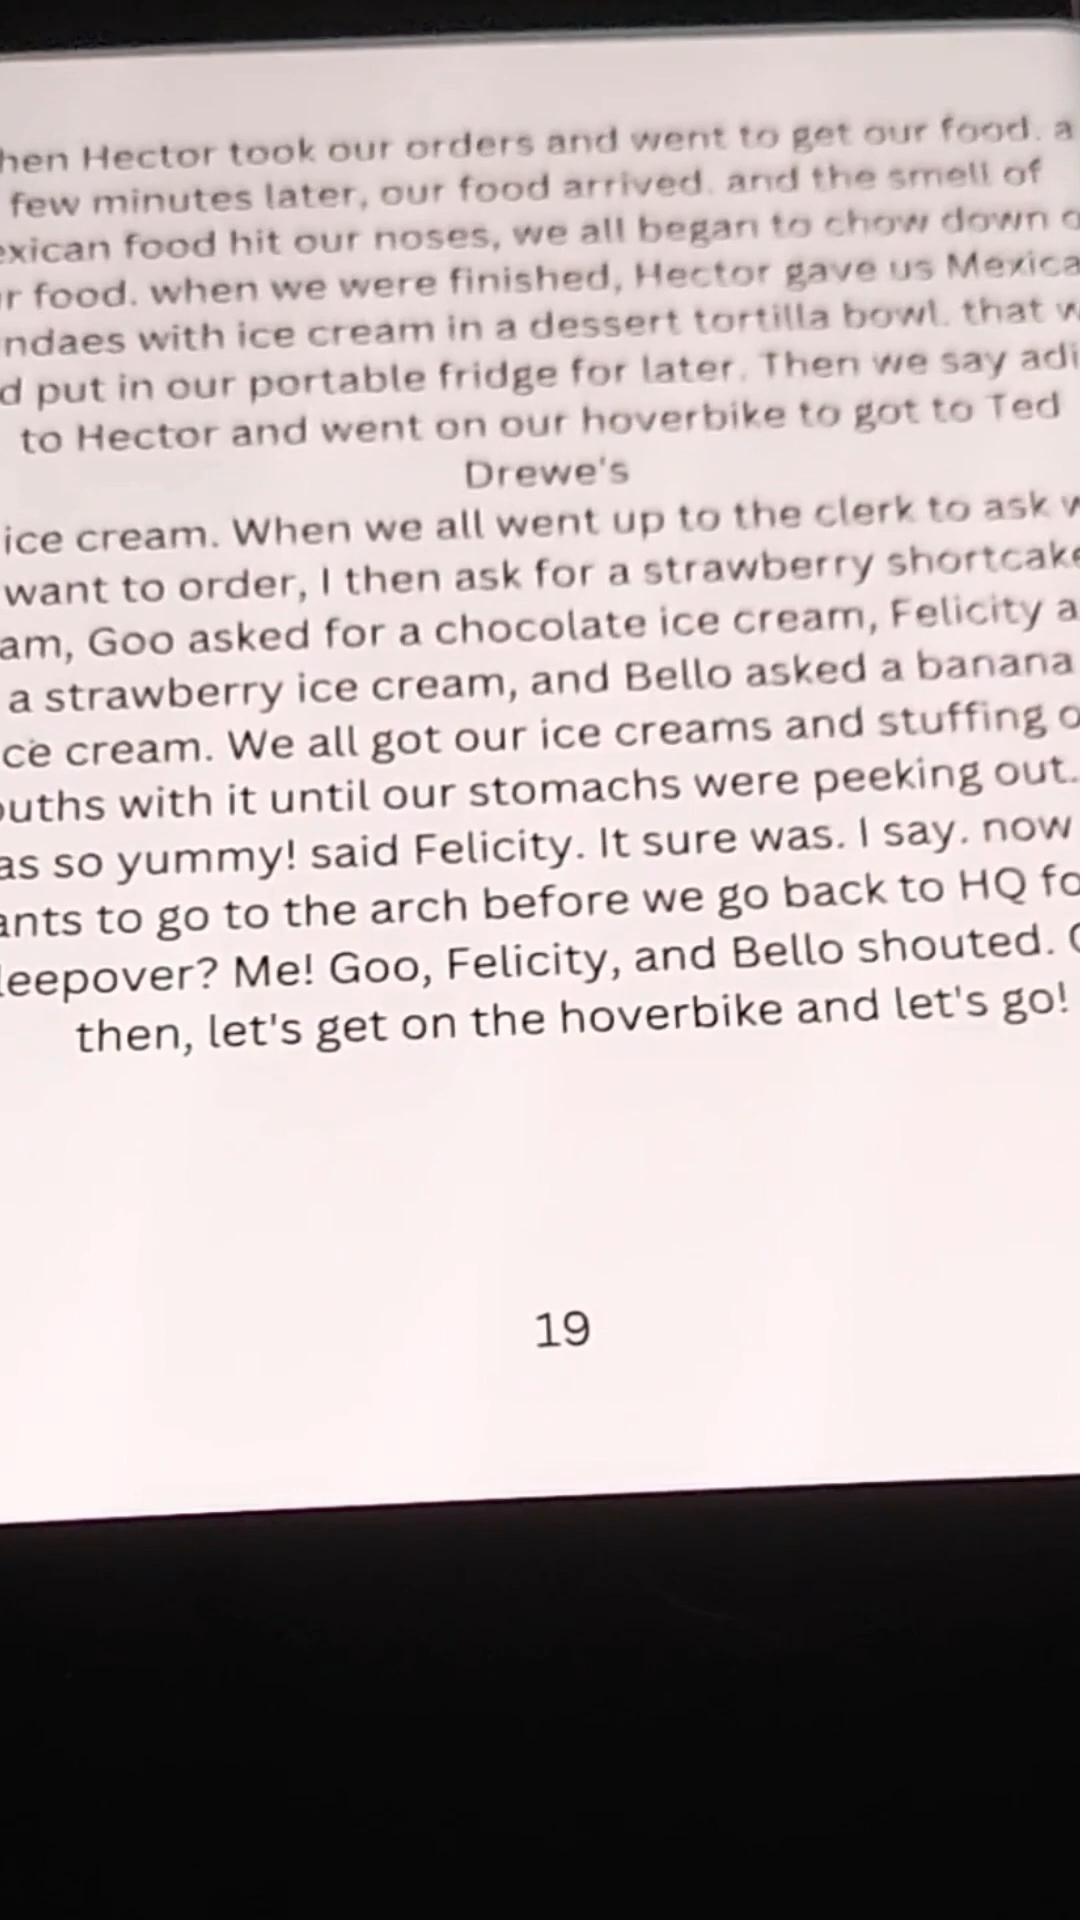 hen Hector took our orders and went to get our food. a
few minutes later, our food arrived. and the smell of
exican food hit our noses, we all began to chow down o
r food. when we were finished, Hector gave us Mexica
ndaes with ice cream in a dessert tortilla bowl. that w
d put in our portable fridge for later. Then we say adi
to Hector and went on our hoverbike to got to Ted
Drewe's
ice cream. When we all went up to the clerk to ask w
want to order, I then ask for a strawberry shortcake
am, Goo asked for a chocolate ice cream, Felicity a
a strawberry ice cream, and Bello asked a banana
ce cream. We all got our ice creams and stuffing o
ouths with it until our stomachs were peeking out.
as so yummy! said Felicity. It sure was. I say. now
ants to go to the arch before we go back to HQ fo
leepover? Me! Goo, Felicity, and Bello shouted.
then, let's get on the hoverbike and let's go!
19